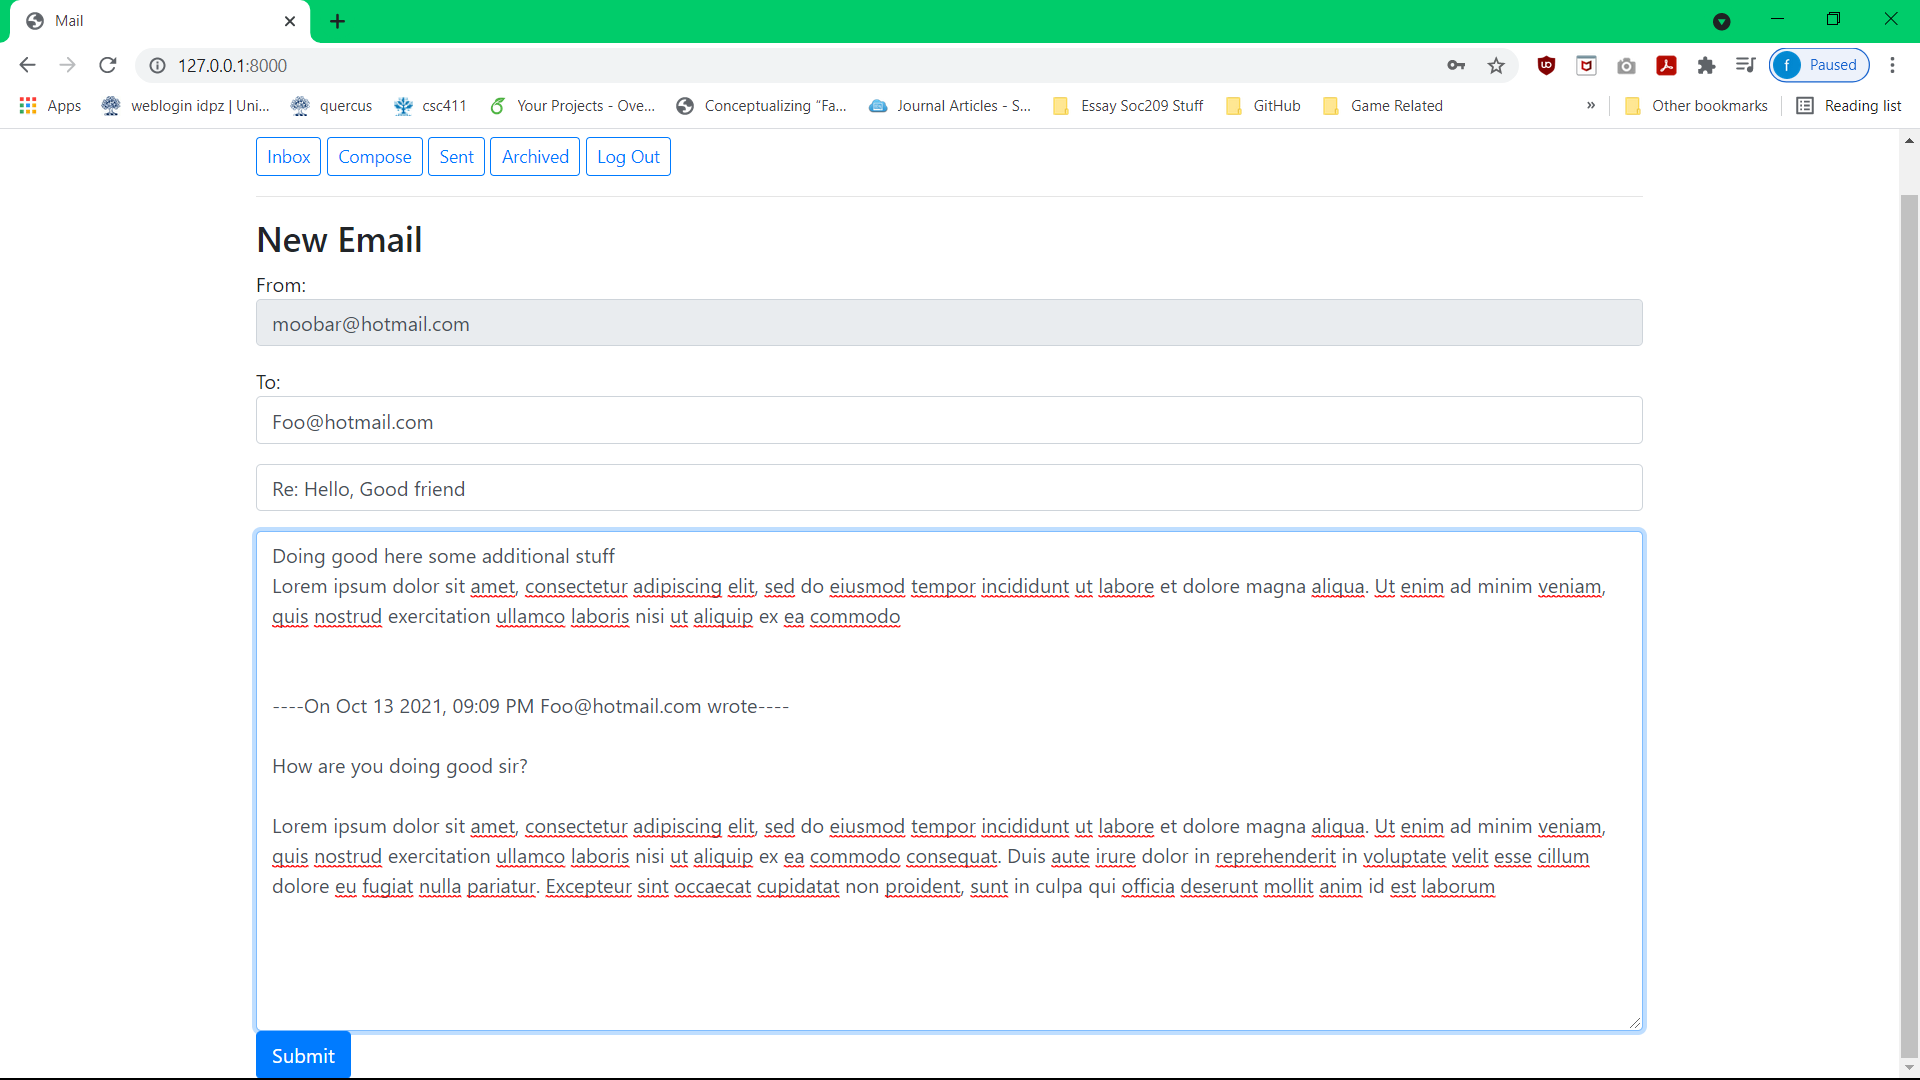 Mail
127.0.0.1:8000
Paused
Apps
weblogin idpz | Uni...
quercus
csc411
Your Projects - Ove...
Conceptualizing “Fa...
Journal Articles - S...
Essay Soc209 Stuff
GitHub
Game Related
»
Other bookmarks
Reading list
Inbox
Compose
Sent
Archived
Log Out
New Email
From:
moobar@hotmail.com
To:
Foo@hotmail.com
Re: Hello, Good friend
Doing good here some additional stuff
Lorem ipsum dolor sit amet, consectetur adipiscing elit, sed do eiusmod tempor incididunt ut labore et dolore magna aliqua. Ut enim ad minim veniam,
quis nostrud exercitation ullamco laboris nisi ut aliquip ex ea commodo
----On Oct 13 2021, 09:09 PM Foo@hotmail.com wrote----
How are you doing good sir?
Lorem ipsum dolor sit amet, consectetur adipiscing elit, sed do eiusmod tempor incididunt ut labore et dolore magna aliqua. Ut enim ad minim veniam,
quis nostrud exercitation ullamco laboris nisi ut aliquip ex ea commodo consequat. Duis aute irure dolor in reprehenderit in voluptate velit esse cillum
dolore eu fugiat nulla pariatur. Excepteur sint occaecat cupidatat non proident, sunt in culpa qui officia deserunt mollit anim id est laborum
Submit